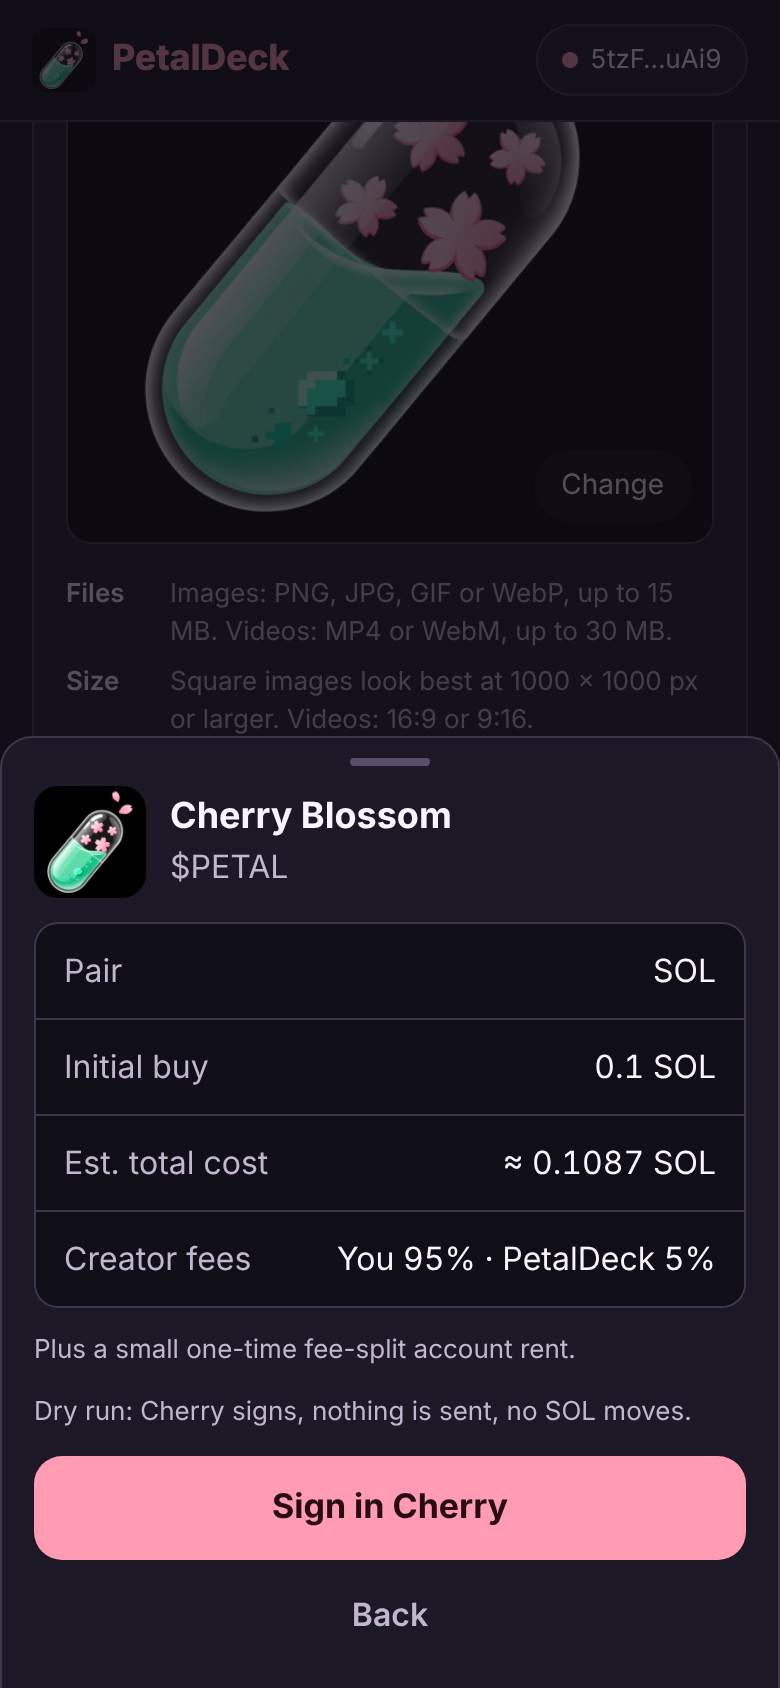 PetalDeck
5tzF...uAi9
Change
Files
Images: PNG, JPG, GIF or WebP, up to 15
MB. Videos: MP4 or WebM, up to 30 MB.
Size
Square images look best at 1000 × 1000 px
or larger. Videos: 16:9 or 9:16.
Cherry Blossom
$PETAL
Pair
SOL
Initial buy
0.1 SOL
Est. total cost
≈ 0.1087 SOL
Creator fees
You 95% · PetalDeck 5%
Plus a small one-time fee-split account rent.
Dry run: Cherry signs, nothing is sent, no SOL moves.
Sign in Cherry
Back